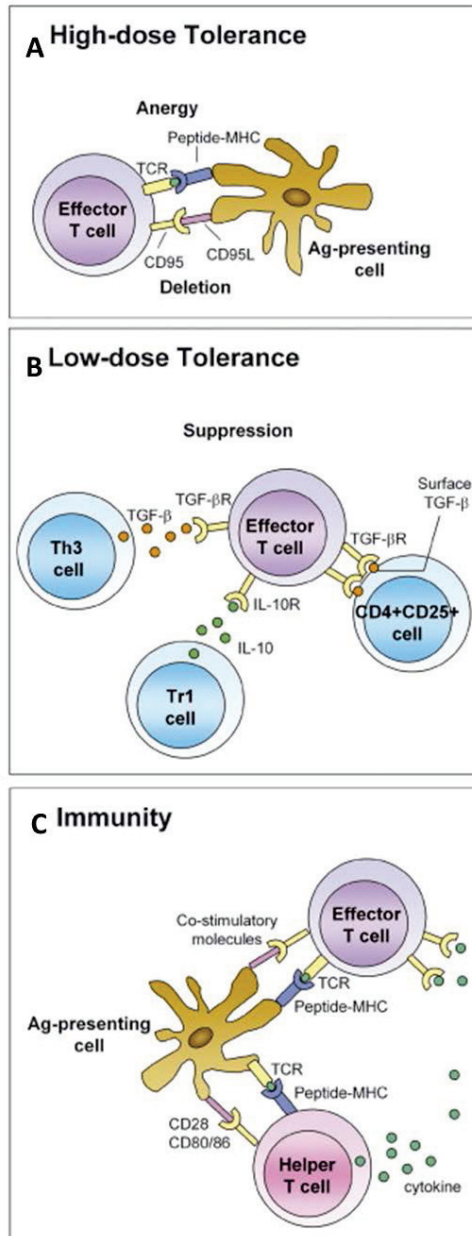 A High-dose Tolerance
Anergy
Peptide-MHC
TCR
Effector
T cell
CD95
CD95L
Ag-presenting
cell
Deletion
B Low-dose Tolerance
Suppression
Surface
TGF-β
TGF-β
TGF-βR
Th3
cell
Effector
T cell
TGF-βR
CD4+CD25+
cell
IL-10R
IL-10
Tr1
cell
C Immunity
Co-stimulatory
molecules
Effector
T cell
TCR
Peptide-MHC
Ag-presenting
cell
TCR
Peptide-MHC
CD28
CD80/86
Helper
T cell
cytokine